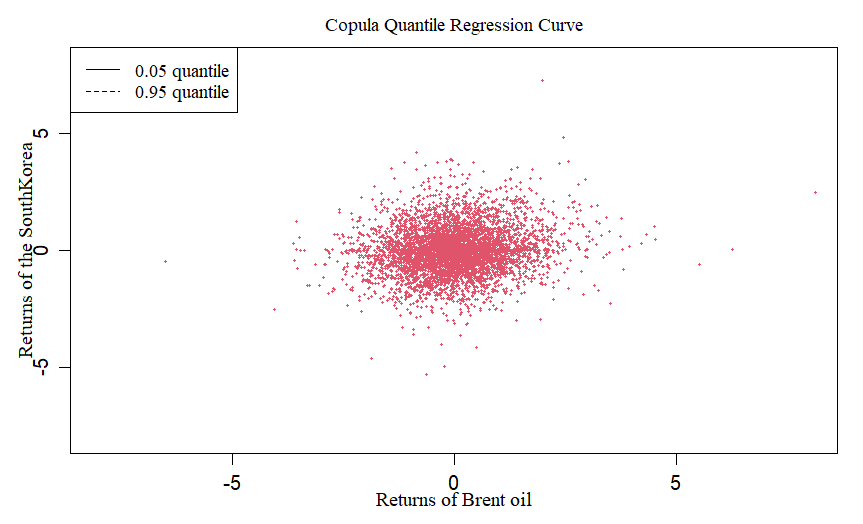 Copula Quantile Regression Curve
0.05 quantile
0.95 quantile
Returns of the SouthKorea
5
0
-5
-5
0
5
Returns of Brent oil